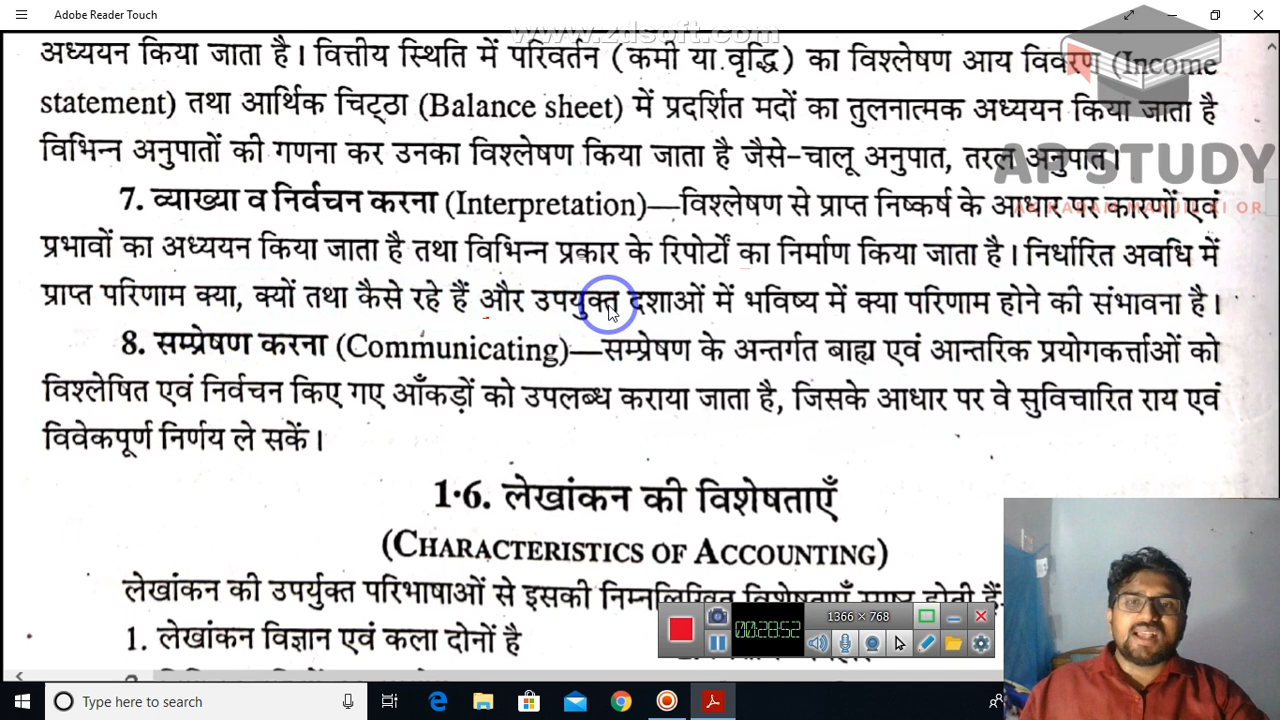 Adobe Reader Touch
www.zdsoft.com
अध्ययन किया जाता है। वित्तीय स्थिति में परिवर्तन (कमी या वृद्धि) का विश्लेषण आय विवरण (Income
statement) तथा आर्थिक चिट्ठा (Balance sheet) में प्रदर्शित मदों का तुलनात्मक अध्ययन किया जाता है
विभिन्न अनुपातों की गणना कर उनका विश्लेषण किया जाता है जैसे-चालू अनुपात, तरल अनुपात।
AP STUDY
7. व्याख्या व निर्वचन करना (Interpretation)—विश्लेषण से प्राप्त निष्कर्ष के आधार पर कारणों एवं
प्रभावों का अध्ययन किया जाता है तथा विभिन्न प्रकार के रिपोर्टों का निर्माण किया जाता है। निर्धारित अवधि में
प्राप्त परिणाम क्या, क्यों तथा कैसे रहे हैं और उपयुक्त दशाओं में भविष्य में क्या परिणाम होने की संभावना है।
8. सम्प्रेषण करना (Communicating)—सम्प्रेषण के अन्तर्गत बाह्य एवं आन्तरिक प्रयोगकर्त्ताओं को
विश्लेषित एवं निर्वचन किए गए आँकड़ों को उपलब्ध कराया जाता है, जिसके आधार पर वे सुविचारित राय एवं
विवेकपूर्ण निर्णय ले सकें।
1·6. लेखांकन की विशेषताएँ
(CHARACTERISTICS OF ACCOUNTING)
लेखांकन की उपर्युक्त परिभाषाओं से इसकी निम्नलिखित विशेषताएँ स्पष्ट होती हैं
1. लेखांकन विज्ञान एवं कला दोनों है
1366 × 768
00:28:52
Type here to search